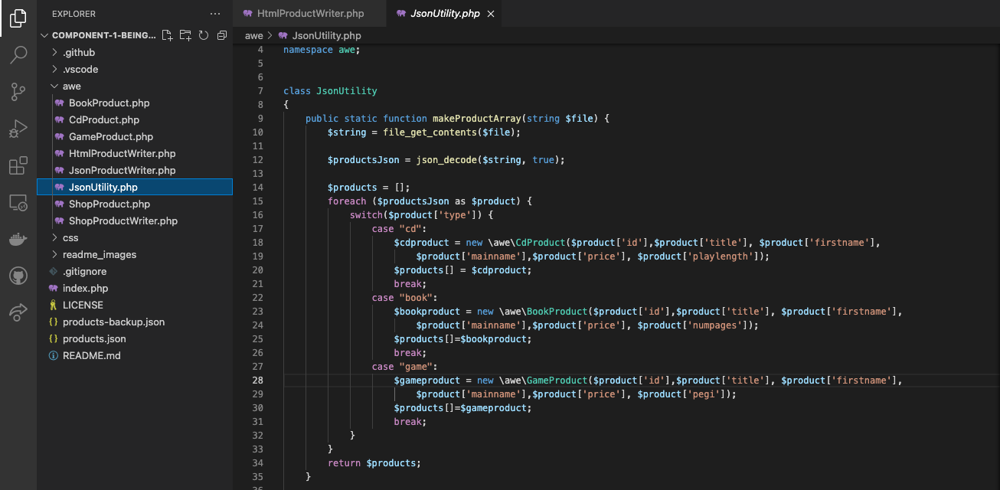 EXPLORER
COMPONENT-1-BEING...
.github
.vscode
awe
BookProduct.php
CdProduct.php
GameProduct.php
HtmlProductWriter.php
JsonProductWriter.php
JsonUtility.php
ShopProduct.php
ShopProductWriter.php
css
readme_images
.gitignore
index.php
LICENSE
products-backup.json
products.json
README.md
HtmlProductWriter.php JsonUtility.php
awe > JsonUtility.php
4 namespace awe;
5
6
7 class JsonUtility
8 {
9     public static function makeProductArray(string $file) {
10         $string = file_get_contents($file);
11
12         $productsJson = json_decode($string, true);
13
14         $products = [];
15         foreach ($productsJson as $product) {
16             switch($product['type']) {
17                 case "cd":
18                     $cdproduct = new \awe\CdProduct($product['id'],$product['title'], $product['firstname'],
19                         $product['mainname'],$product['price'], $product['playlength']);
20                     $products[] = $cdproduct;
21                     break;
22                 case "book":
23                     $bookproduct = new \awe\BookProduct($product['id'],$product['title'], $product['firstname'],
24                         $product['mainname'],$product['price'], $product['numpages']);
25                     $products[]=$bookproduct;
26                     break;
27                 case "game":
28                     $gameproduct = new \awe\GameProduct($product['id'],$product['title'], $product['firstname'],
29                         $product['mainname'],$product['price'], $product['pegi']);
30                     $products[]=$gameproduct;
31                     break;
32             }
33         }
34         return $products;
35     }
36